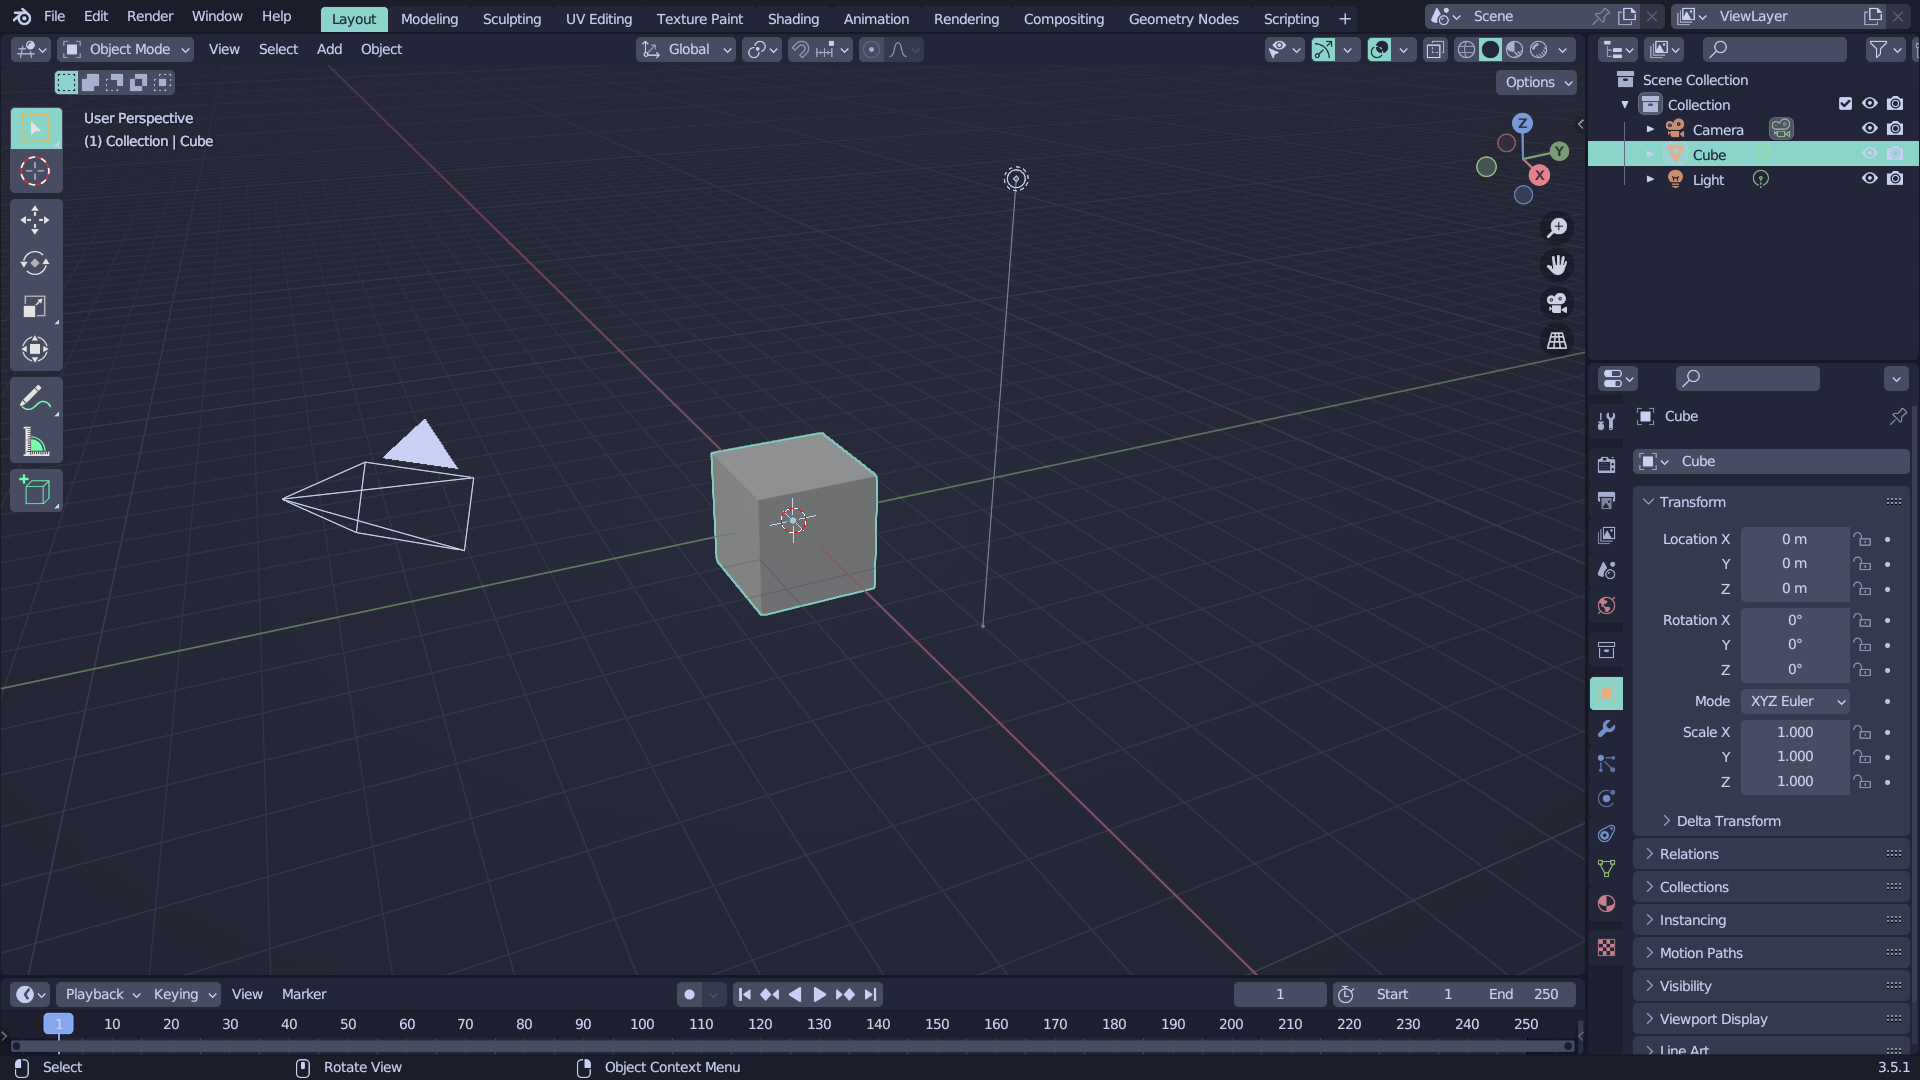 File Edit Render Window Help Layout Modeling Sculpting UV Editing Texture Paint Shading Animation Rendering Compositing Geometry Nodes Scripting + Scene ViewLayer
Object Mode View Select Add Object Global
Options
User Perspective
(1) Collection | Cube
Z
Y
X
Scene Collection
Collection
Camera
Cube
Light
Cube
Cube
Transform
Location X 0 m
Y 0 m
Z 0 m
Rotation X 0°
Y 0°
Z 0°
Mode XYZ Euler
Scale X 1.000
Y 1.000
Z 1.000
Delta Transform
Relations
Collections
Instancing
Motion Paths
Visibility
Viewport Display
Line Art
Playback Keying View Marker 1 Start 1 End 250
1 10 20 30 40 50 60 70 80 90 100 110 120 130 140 150 160 170 180 190 200 210 220 230 240 250
Select Rotate View Object Context Menu 3.5.1